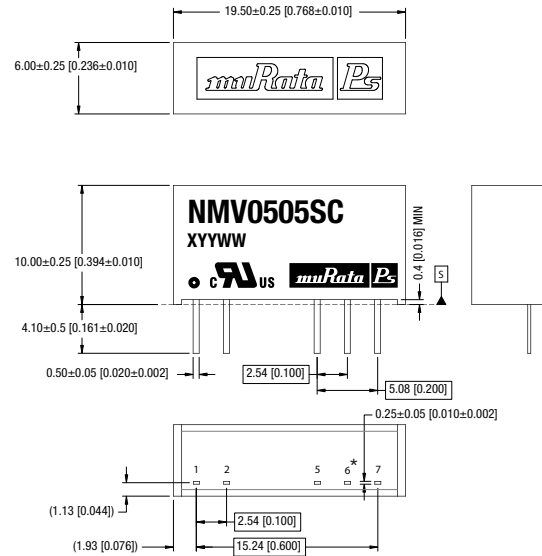 19.50±0.25 [0.768±0.010]
6.00±0.25 [0.236±0.010]
muRata Ps
NMV0505SC
XYYWW
c RU US muRata Ps
10.00±0.25 [0.394±0.010]
0.4 [0.016] MIN
S
4.10±0.5 [0.161±0.020]
0.50±0.05 [0.020±0.002]
2.54 [0.100]
5.08 [0.200]
0.25±0.05 [0.010±0.002]
1 2 5 6* 7
(1.13 [0.044])
2.54 [0.100]
(1.93 [0.076])
15.24 [0.600]